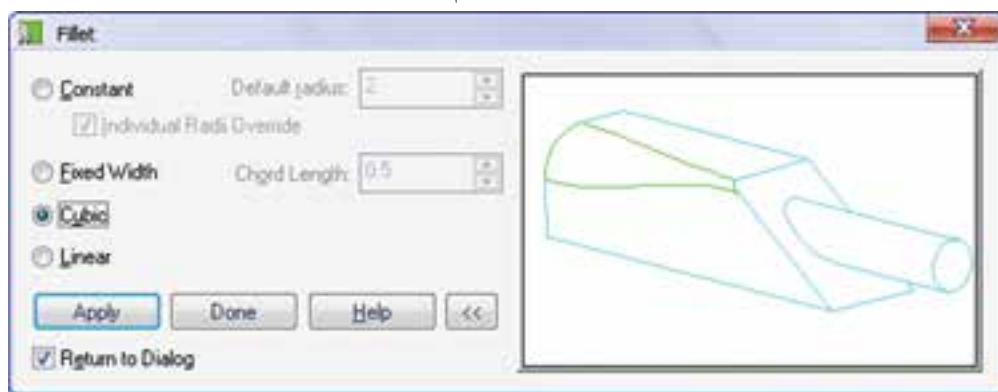 Fillet
Constant Default radius: 2
Individual Radii Override
Fixed Width Chord Length: 0.5
Cubic
Linear
Apply Done Help <<
Return to Dialog